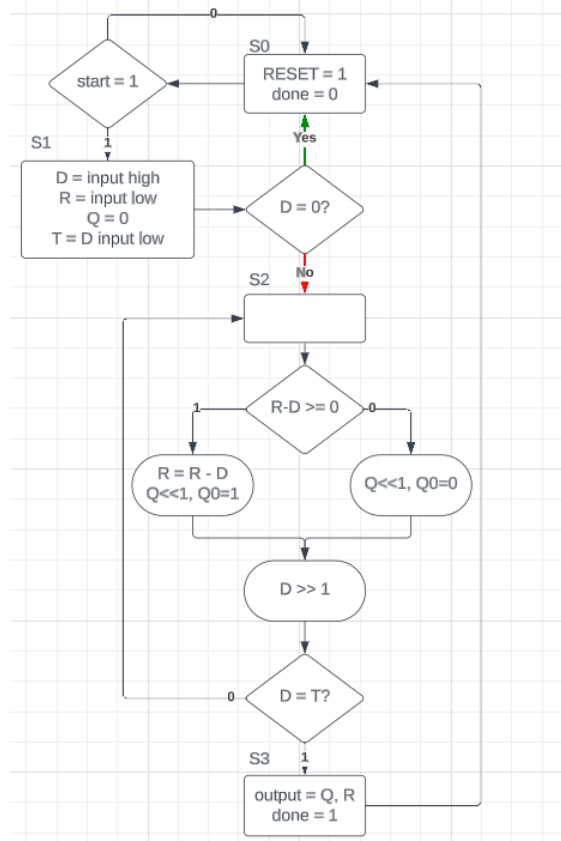 0
S0
start = 1
RESET = 1
done = 0
S1
1
Yes
D = input high
R = input low
Q = 0
T = D input low
D = 0?
No
S2
1
R-D >= 0
0
R = R - D
Q<<1, Q0=1
Q<<1, Q0=0
D >> 1
0
D = T?
S3
1
output = Q, R
done = 1